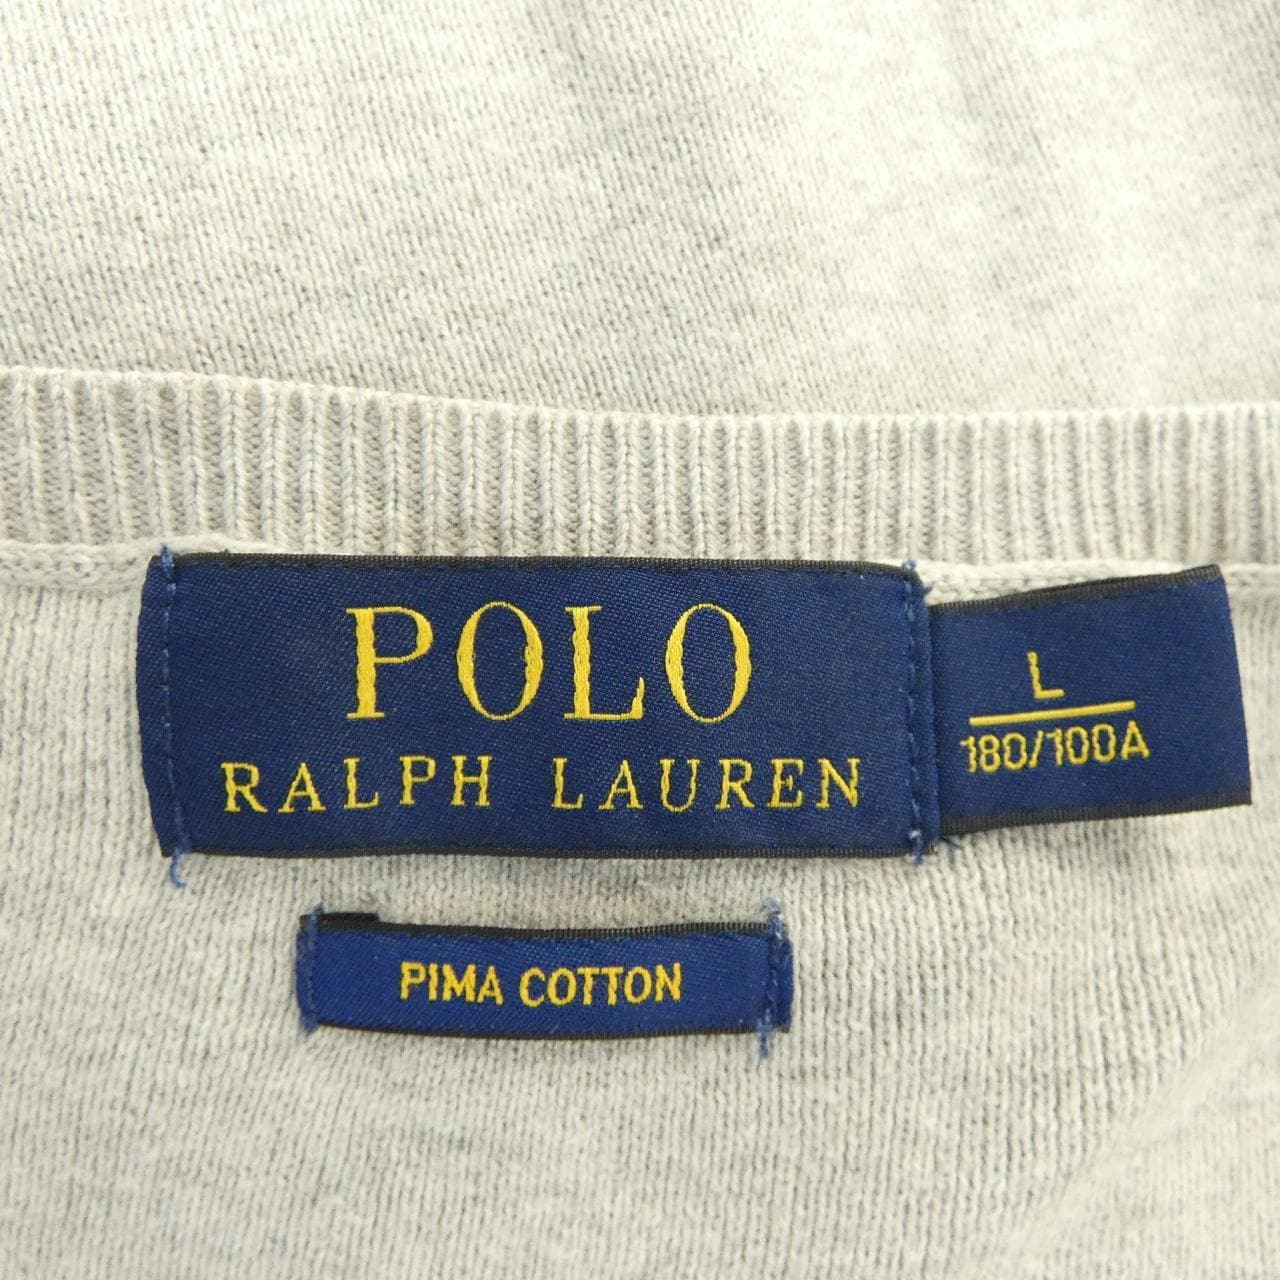 POLO
RALPH LAUREN
L
180/100A
PIMA COTTON